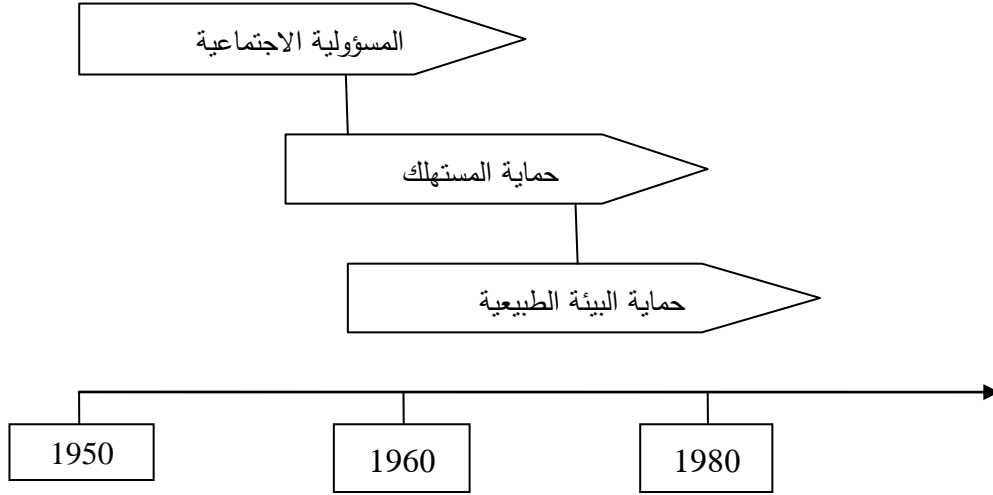 المسؤولية الاجتماعية
حماية المستهلك
حماية البيئة الطبيعية
1950
1960
1980